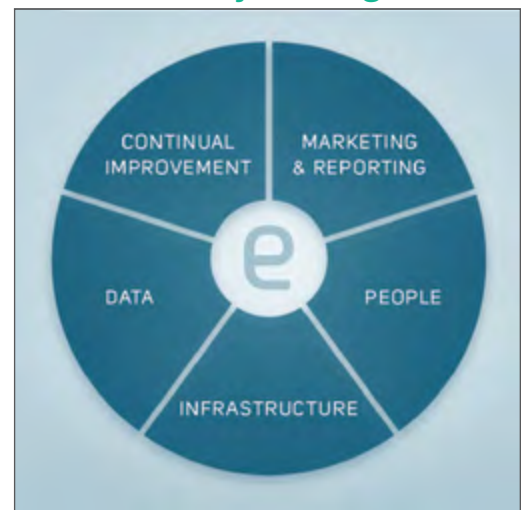 CONTINUAL
IMPROVEMENT
MARKETING
& REPORTING
e
DATA
PEOPLE
INFRASTRUCTURE